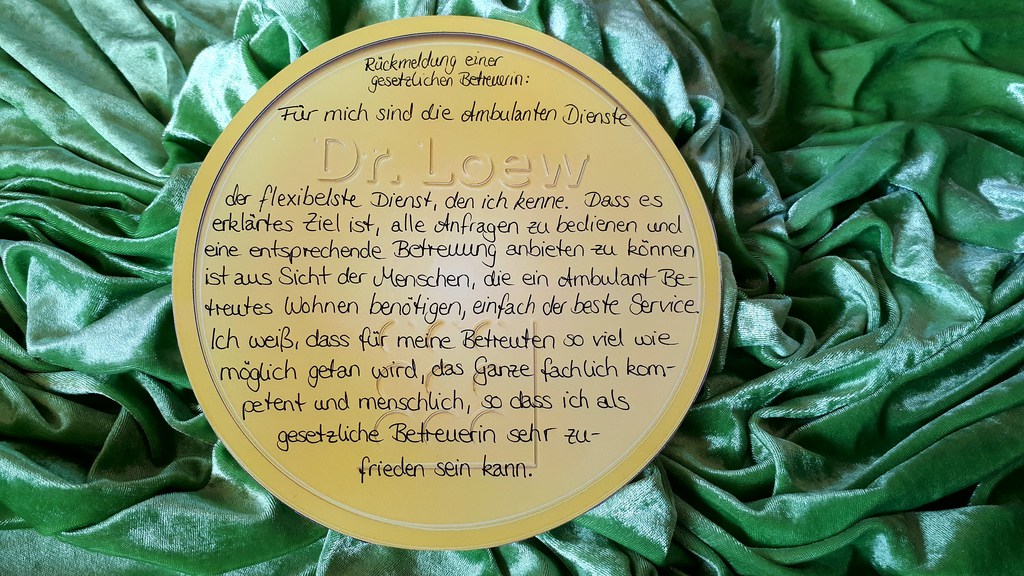 Rückmeldung einer
gesetzlichen Betreuerin:
Für mich sind die Ambulanten Dienste
Dr. Loew
der flexibelste Dienst, den ich kenne. Dass es
erklärtes Ziel ist, alle Anfragen zu bedienen und
eine entsprechende Betreuung anbieten zu können
ist aus Sicht der Menschen, die ein Ambulant Be-
treutes Wohnen benötigen, einfach der beste Service.
Ich weiß, dass für meine Betreuten so viel wie
möglich getan wird, das Ganze fachlich kom-
petent und menschlich, so dass ich als
gesetzliche Betreuerin sehr zu-
frieden sein kann.